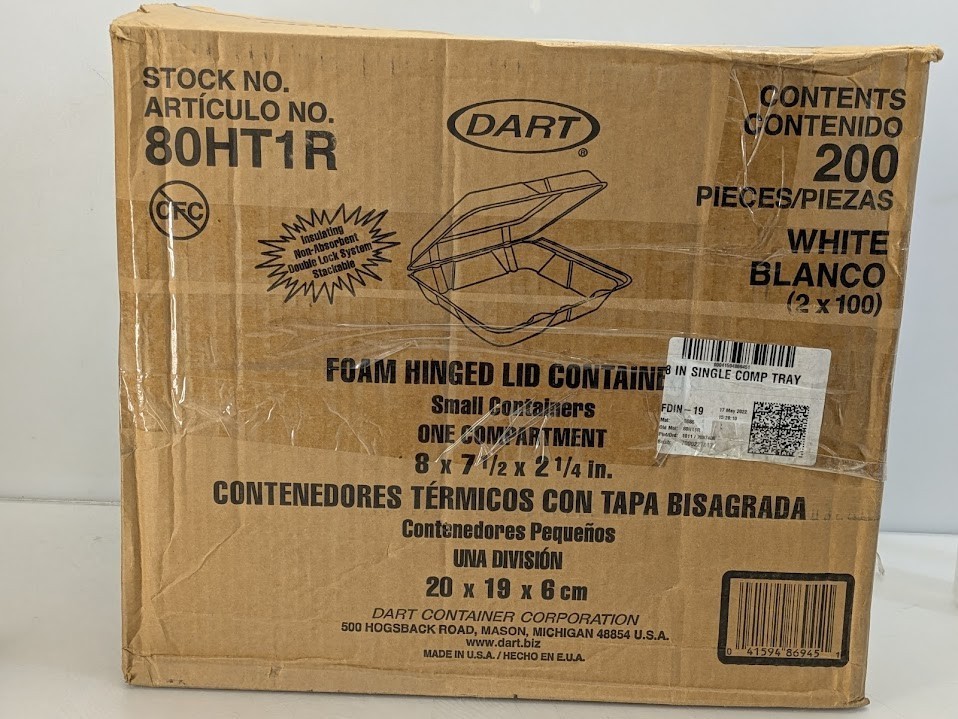 STOCK NO.
ARTÍCULO NO.
80HT1R
CFC
DART®
CONTENTS
CONTENIDO
200
PIECES/PIEZAS
WHITE
BLANCO
(2 x 100)
Insulating
Non-Absorbent
Double Lock System
Stackable
FOAM HINGED LID CONTAINE
Small Containers
ONE COMPARTMENT
8 x 7 1/2 x 2 1/4 in.
8 IN SINGLE COMP TRAY
FDIN-19
17 May 2023
CONTENEDORES TÉRMICOS CON TAPA BISAGRADA
Contenedores Pequeños
UNA DIVISIÓN
20 x 19 x 6 cm
DART CONTAINER CORPORATION
500 HOGSBACK ROAD, MASON, MICHIGAN 48854 U.S.A.
www.dart.biz
MADE IN U.S.A. / HECHO EN E.U.A.
0 41594 86945 1